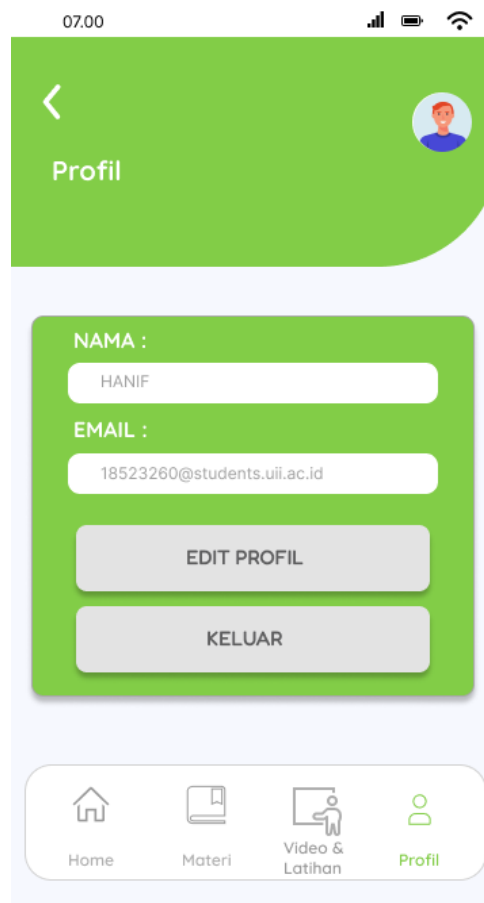 07.00
Profil
NAMA :
HANIF
EMAIL :
18523260@students.uii.ac.id
EDIT PROFIL
KELUAR
Home
Materi
Video &
Latihan
Profil